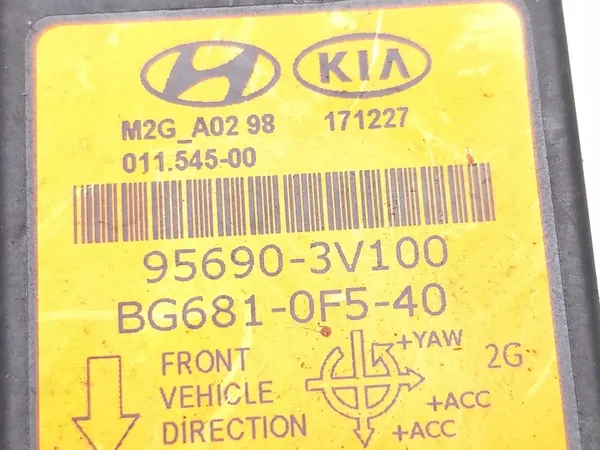 H KIA
M2G_A02 98 171227
011.545-00
95690-3V100
BG681-0F5-40
FRONT +YAW 2G
VEHICLE
+ACC
DIRECTION +ACC